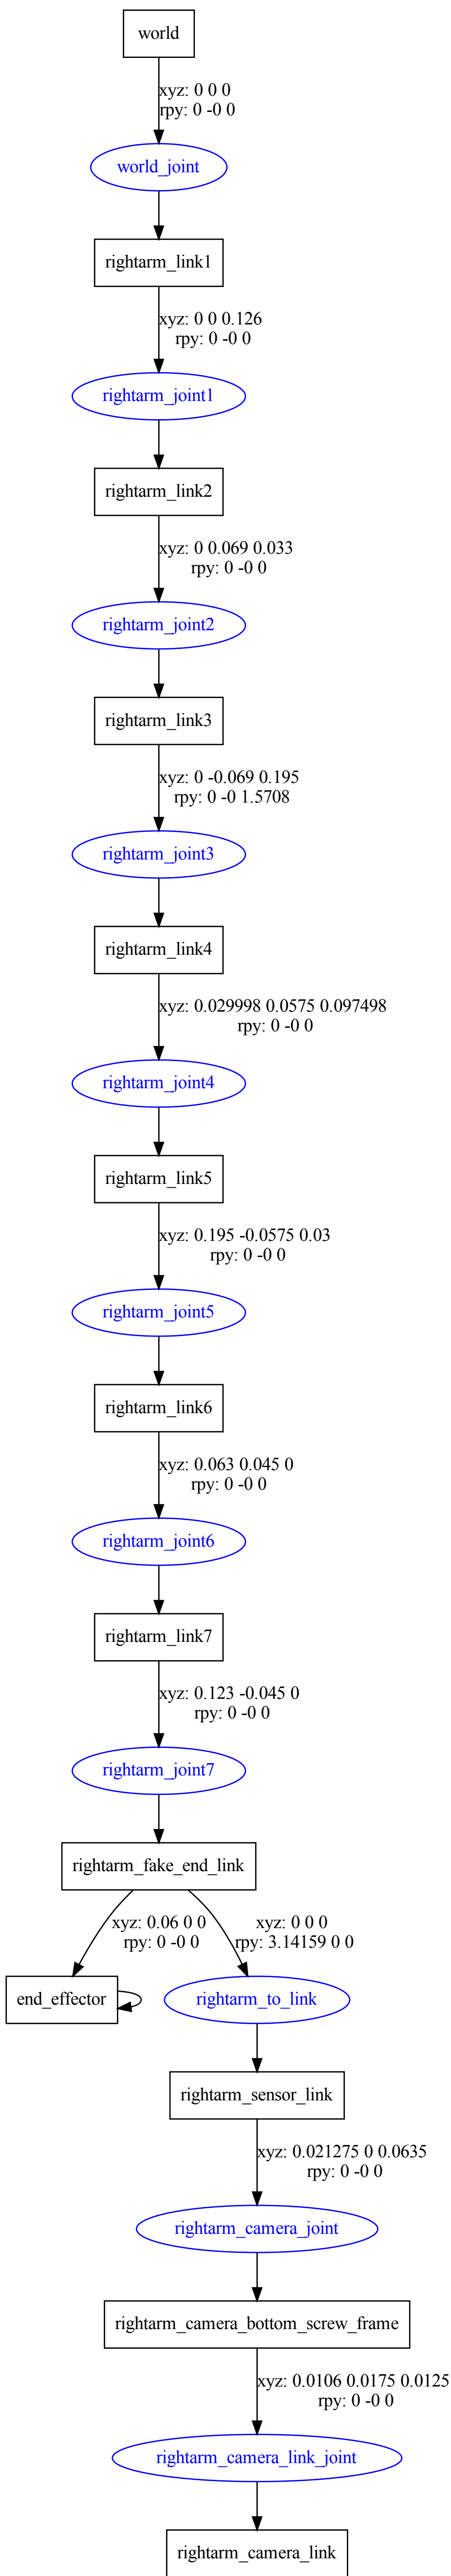 world
xyz: 0 0 0
rpy: 0 -0 0
world_joint
rightarm_link1
xyz: 0 0 0.126
rpy: 0 -0 0
rightarm_joint1
rightarm_link2
xyz: 0 0.069 0.033
rpy: 0 -0 0
rightarm_joint2
rightarm_link3
xyz: 0 -0.069 0.195
rpy: 0 -0 1.5708
rightarm_joint3
rightarm_link4
xyz: 0.029998 0.0575 0.097498
rpy: 0 -0 0
rightarm_joint4
rightarm_link5
xyz: 0.195 -0.0575 0.03
rpy: 0 -0 0
rightarm_joint5
rightarm_link6
xyz: 0.063 0.045 0
rpy: 0 -0 0
rightarm_joint6
rightarm_link7
xyz: 0.123 -0.045 0
rpy: 0 -0 0
rightarm_joint7
rightarm_fake_end_link
xyz: 0.06 0 0
rpy: 0 -0 0
xyz: 0 0 0
rpy: 3.14159 0 0
end_effector
rightarm_to_link
rightarm_sensor_link
xyz: 0.021275 0 0.0635
rpy: 0 -0 0
rightarm_camera_joint
rightarm_camera_bottom_screw_frame
xyz: 0.0106 0.0175 0.0125
rpy: 0 -0 0
rightarm_camera_link_joint
rightarm_camera_link